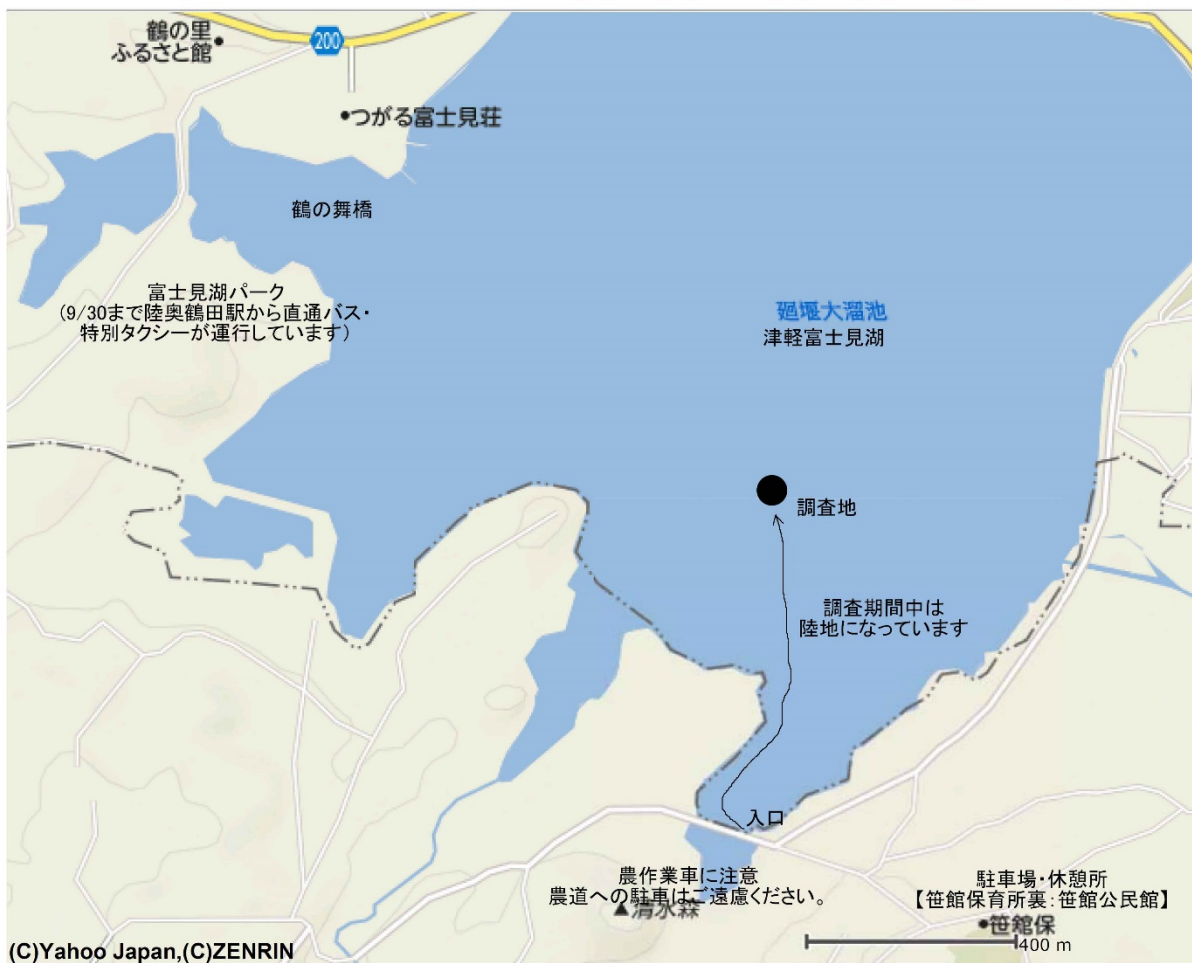 鶴の里
ふるさと館
200
つがる富士見荘
鶴の舞橋
富士見湖パーク
(9/30まで陸奥鶴田駅から直通バス・
特別タクシーが運行しています)
廻堰大溜池
津軽富士見湖
調査地
調査期間中は
陸地になっています
入口
農作業車に注意
農道への駐車はご遠慮ください。
▲清水森
駐車場・休憩所
【笹館保育所裏:笹館公民館】
笹舘保
400 m
(C)Yahoo Japan,(C)ZENRIN